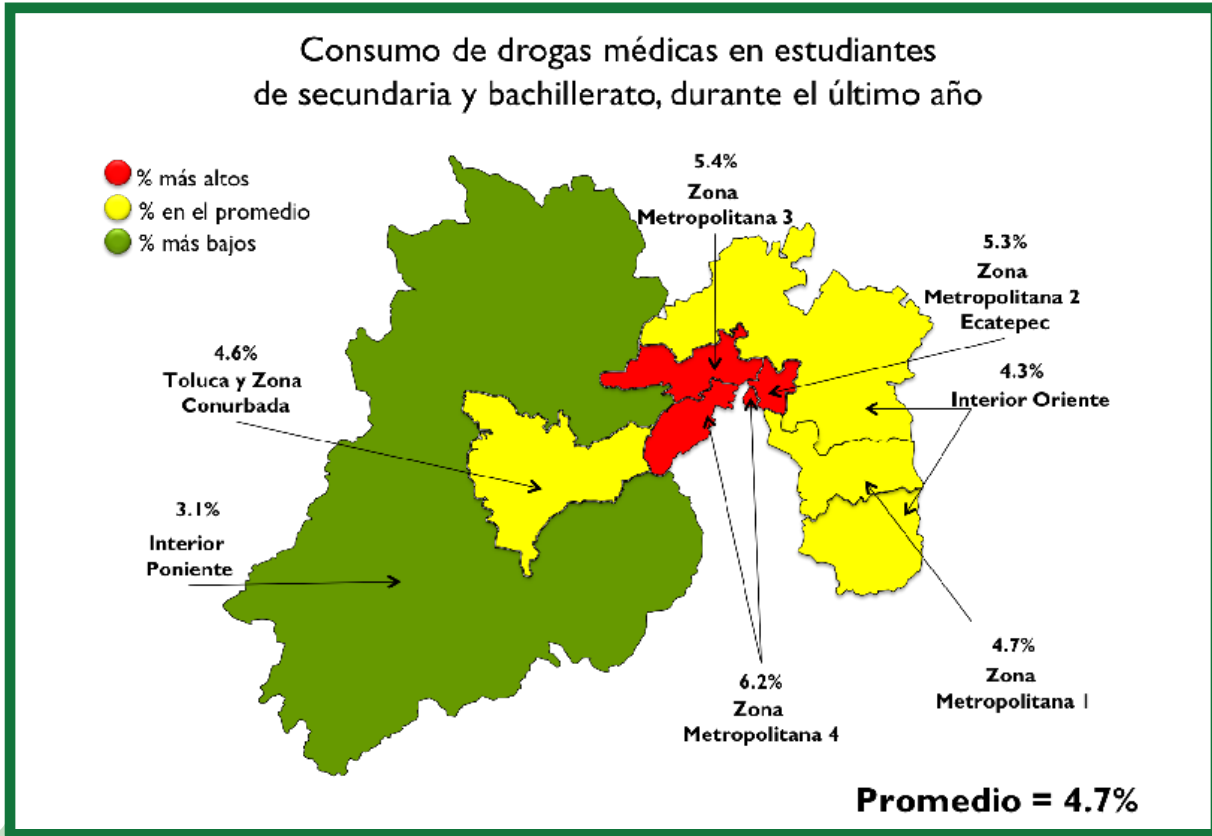 Consumo de drogas médicas en estudiantes
de secundaria y bachillerato, durante el último año
% más altos
% en el promedio
% más bajos
5.4%
Zona
Metropolitana 3
5.3%
Zona
Metropolitana 2
Ecatepec
4.6%
Toluca y Zona
Conurbada
4.3%
Interior Oriente
3.1%
Interior
Poniente
6.2%
Zona
Metropolitana 4
4.7%
Zona
Metropolitana 1
Promedio = 4.7%